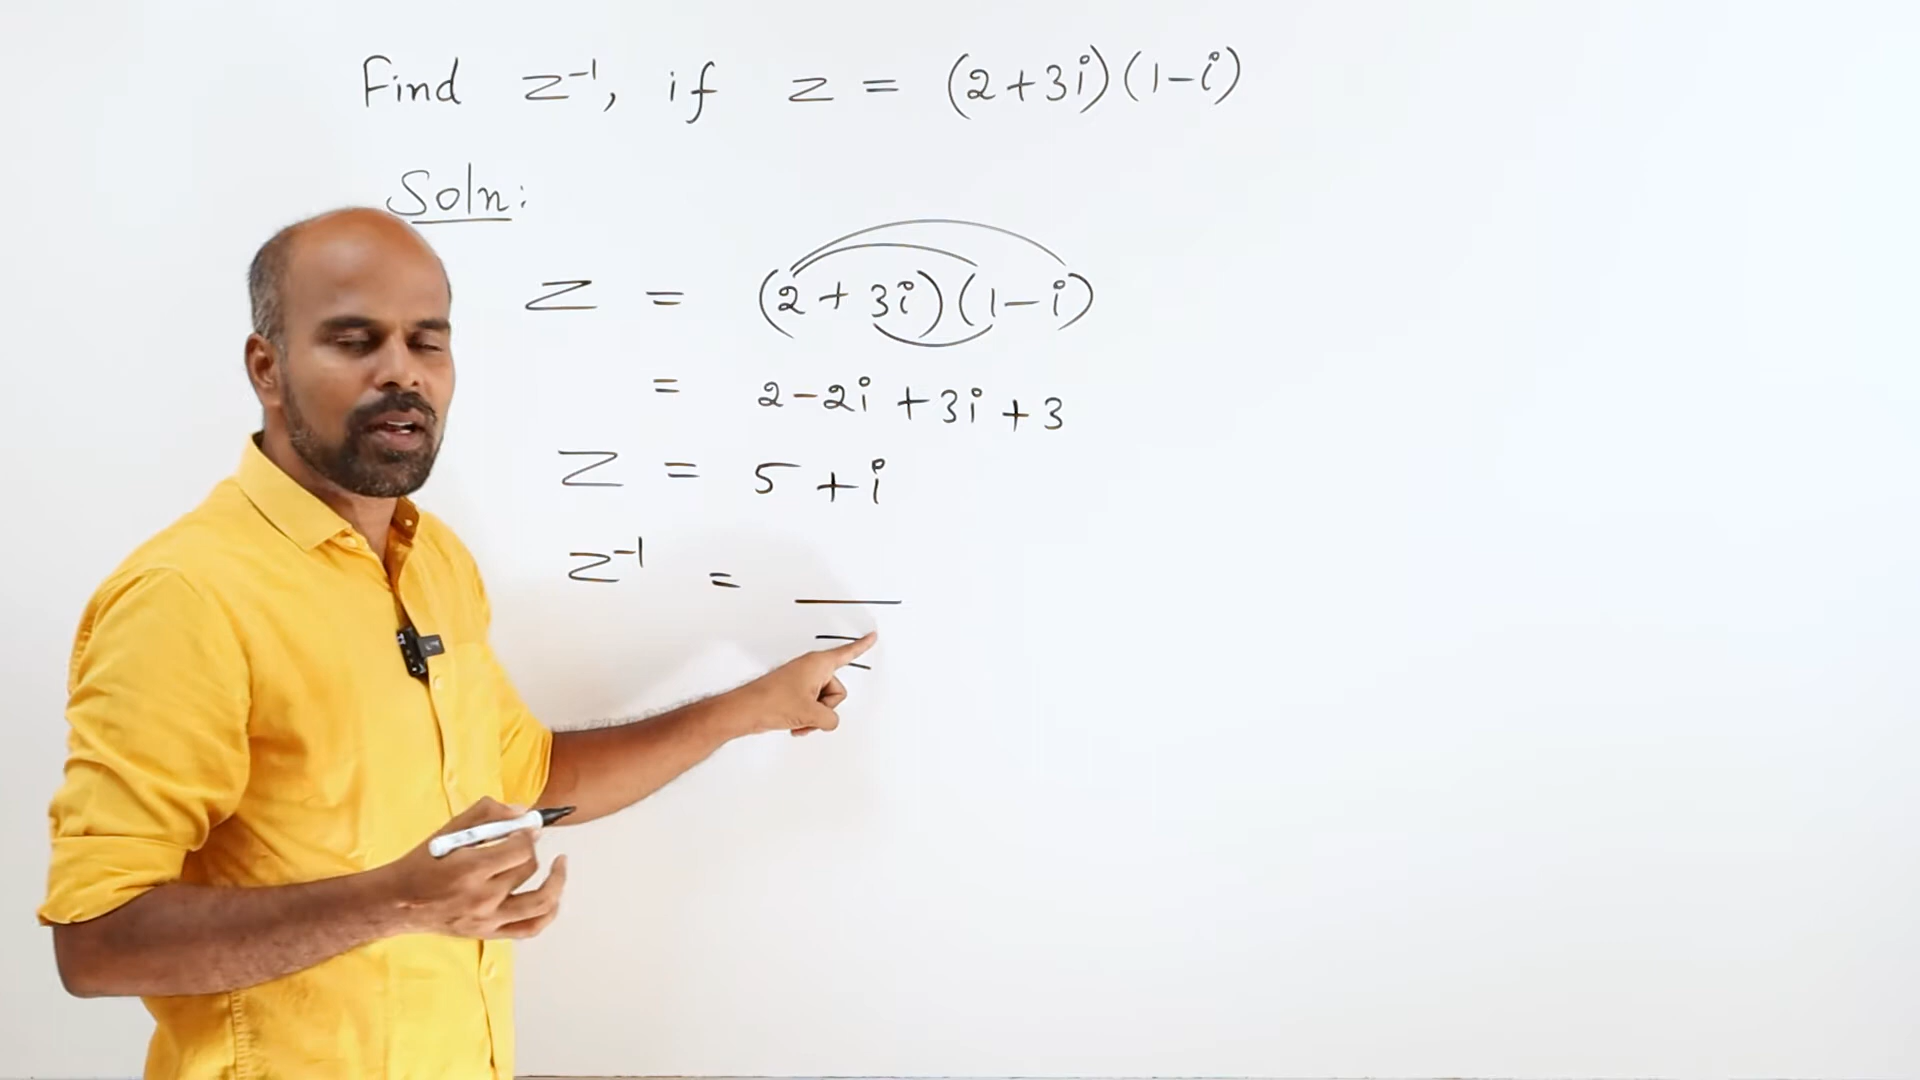 Find z⁻¹, if z = (2+3i)(1-i)
Soln:
z = (2 + 3i)(1-i)
= 2-2i +3i +3
z = 5 +i
z⁻¹ = —
z